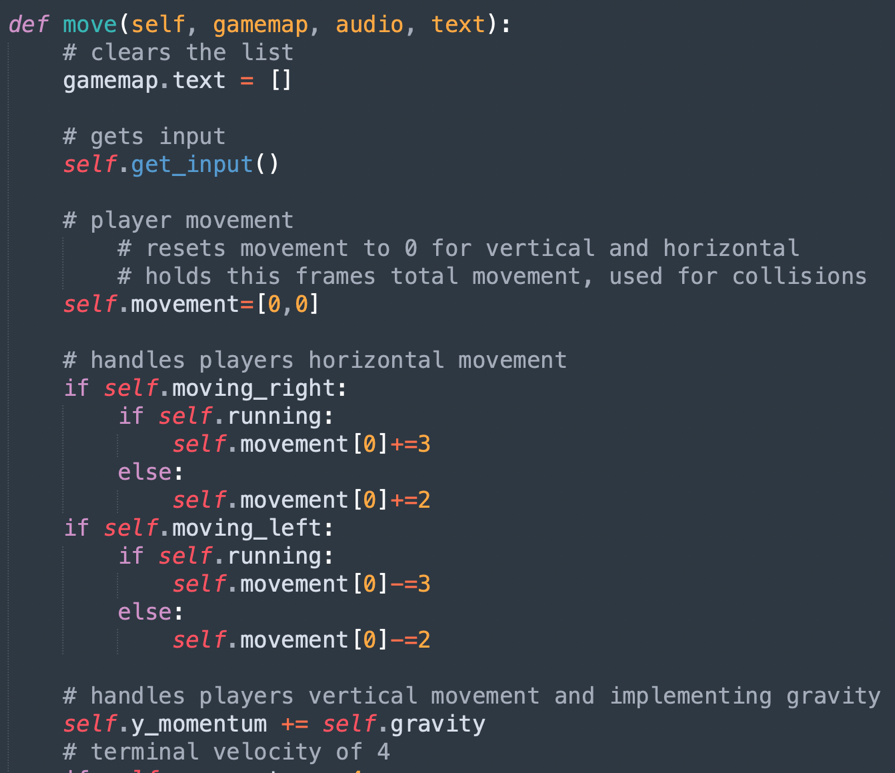 def move(self, gamemap, audio, text):
    # clears the list
    gamemap.text = []

    # gets input
    self.get_input()

    # player movement
        # resets movement to 0 for vertical and horizontal
        # holds this frames total movement, used for collisions
    self.movement=[0,0]

    # handles players horizontal movement
    if self.moving_right:
        if self.running:
            self.movement[0]+=3
        else:
            self.movement[0]+=2
    if self.moving_left:
        if self.running:
            self.movement[0]-=3
        else:
            self.movement[0]-=2

    # handles players vertical movement and implementing gravity
    self.y_momentum += self.gravity
    # terminal velocity of 4